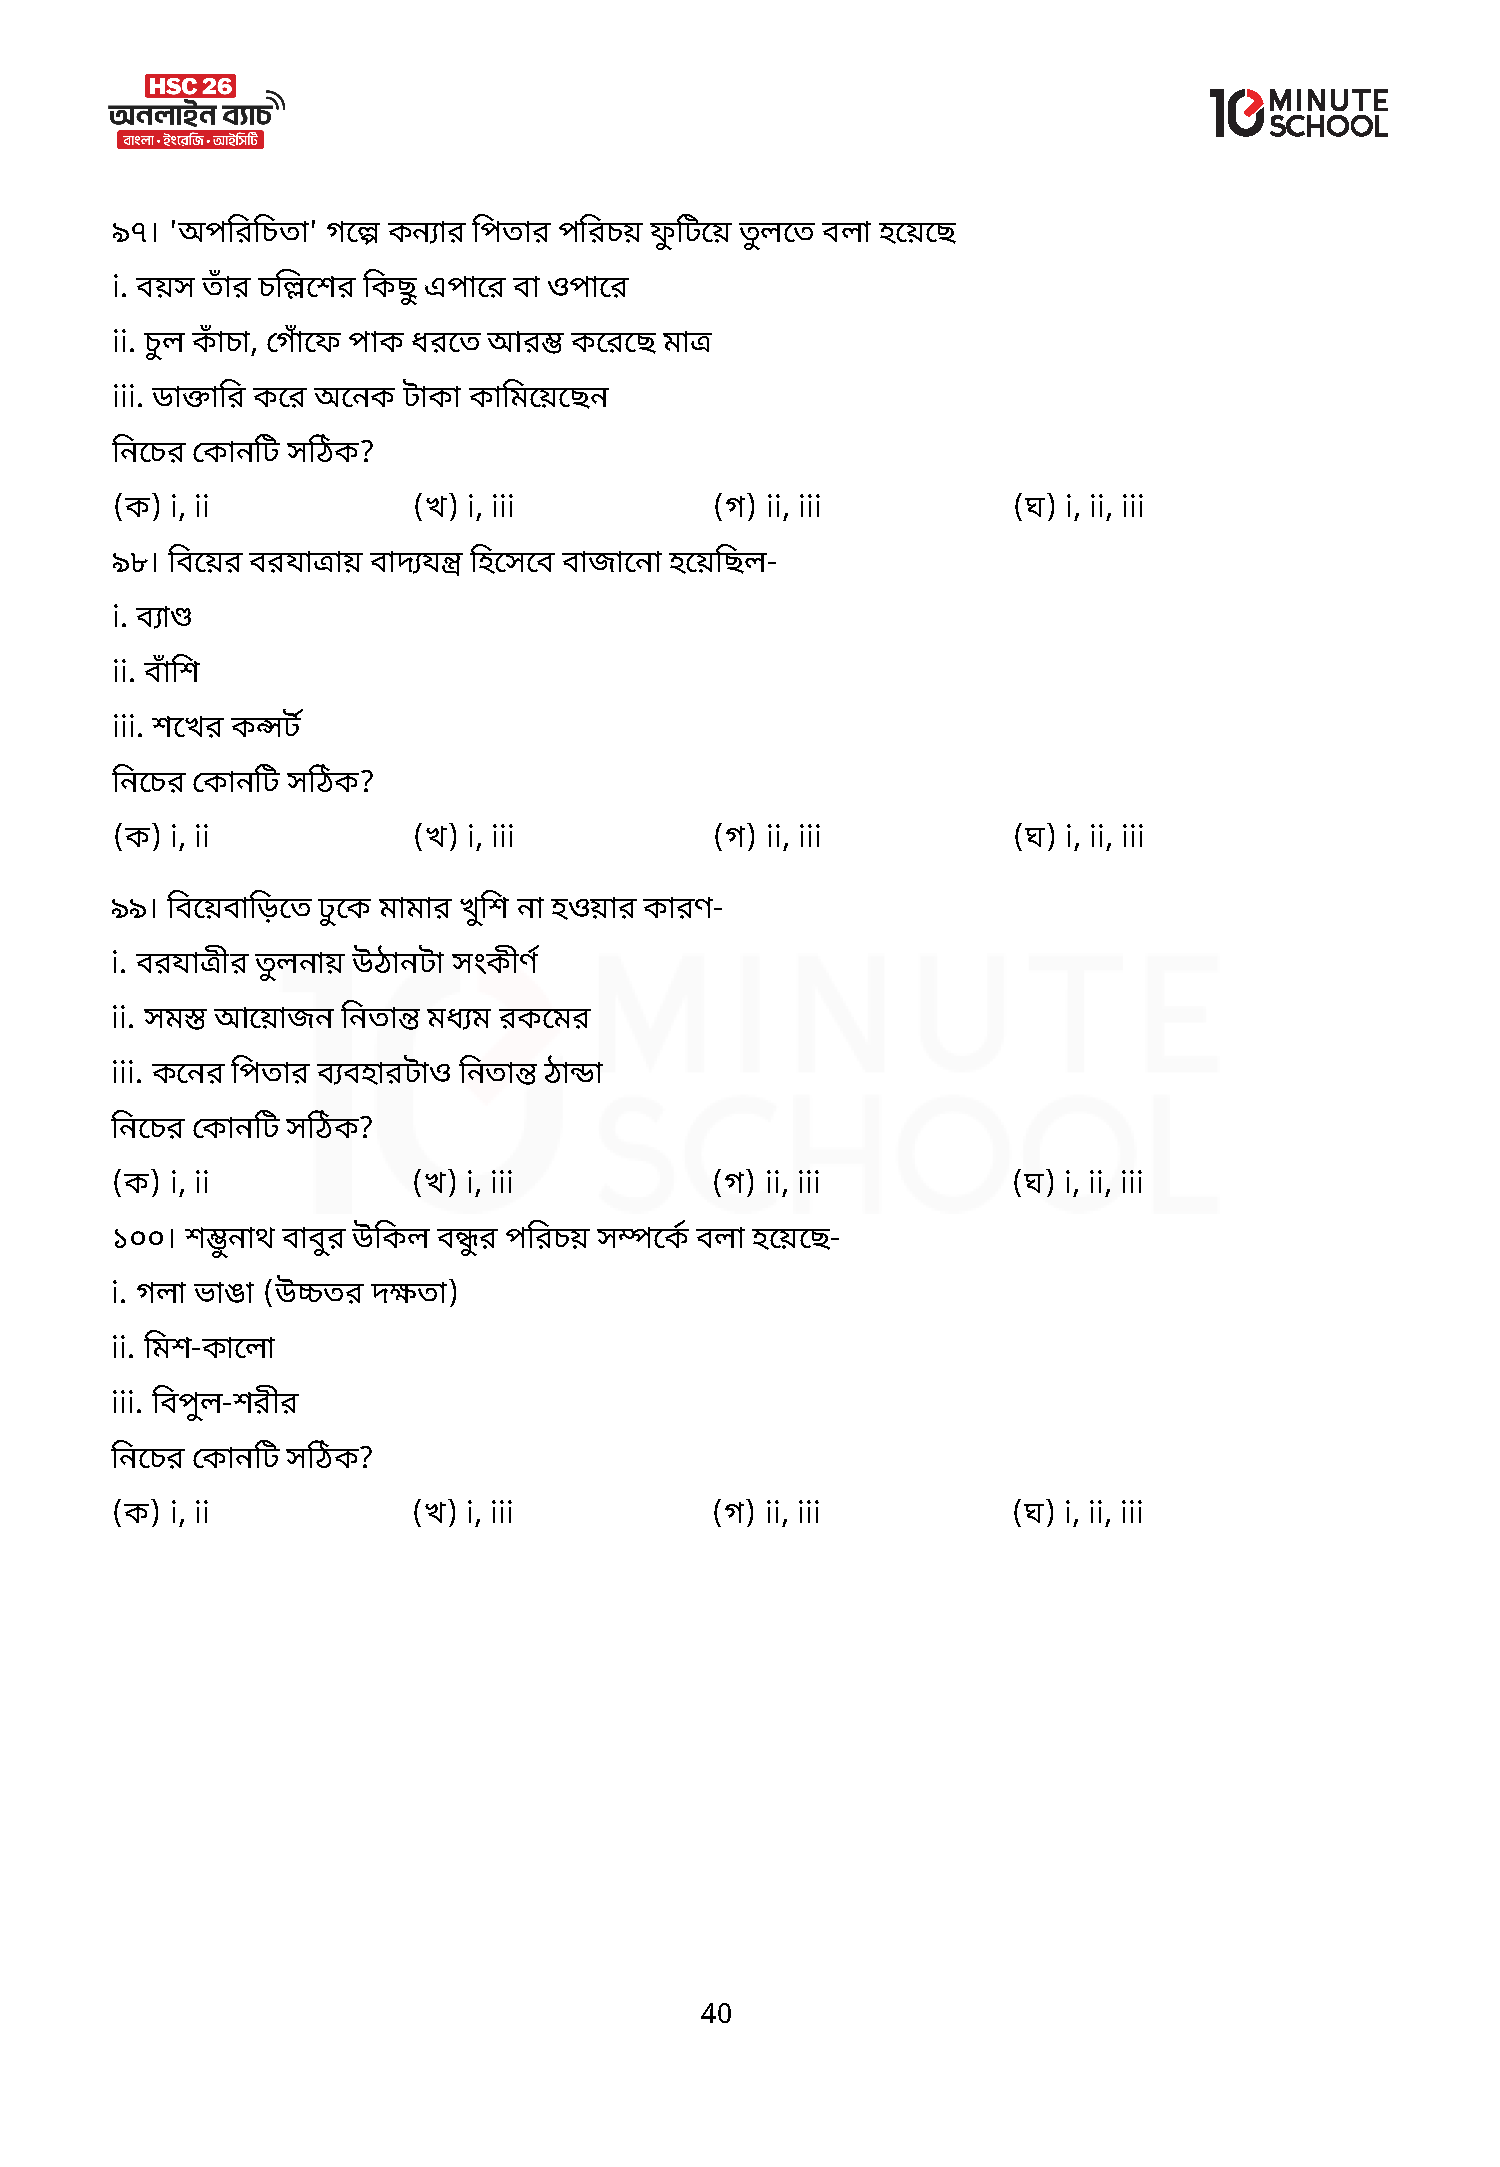 HSC 26
অনলাইন ব্যাচ
বাংলা • ইংরেজি • আইসিটি
10 MINUTE SCHOOL
৯৭। 'অপরিচিতা' গল্পে কন্যার পিতার পরিচয় ফুটিয়ে তুলতে বলা হয়েছে
i. বয়স তাঁর চল্লিশের কিছু এপারে বা ওপারে
ii. চুল কাঁচা, গোঁফে পাক ধরতে আরম্ভ করেছে মাত্র
iii. ডাক্তারি করে অনেক টাকা কামিয়েছেন
নিচের কোনটি সঠিক?
(ক) i, ii (খ) i, iii (গ) ii, iii (ঘ) i, ii, iii
৯৮। বিয়ের বরযাত্রায় বাদ্যযন্ত্র হিসেবে বাজানো হয়েছিল-
i. ব্যাণ্ড
ii. বাঁশি
iii. শখের কন্সর্ট
নিচের কোনটি সঠিক?
(ক) i, ii (খ) i, iii (গ) ii, iii (ঘ) i, ii, iii
৯৯। বিয়েবাড়িতে ঢুকে মামার খুশি না হওয়ার কারণ-
i. বরযাত্রীর তুলনায় উঠানটা সংকীর্ণ
ii. সমস্ত আয়োজন নিতান্ত মধ্যম রকমের
iii. কনের পিতার ব্যবহারটাও নিতান্ত ঠান্ডা
নিচের কোনটি সঠিক?
(ক) i, ii (খ) i, iii (গ) ii, iii (ঘ) i, ii, iii
১০০। শম্ভুনাথ বাবুর উকিল বন্ধুর পরিচয় সম্পর্কে বলা হয়েছে-
i. গলা ভাঙা (উচ্চতর দক্ষতা)
ii. মিশ-কালো
iii. বিপুল-শরীর
নিচের কোনটি সঠিক?
(ক) i, ii (খ) i, iii (গ) ii, iii (ঘ) i, ii, iii
40